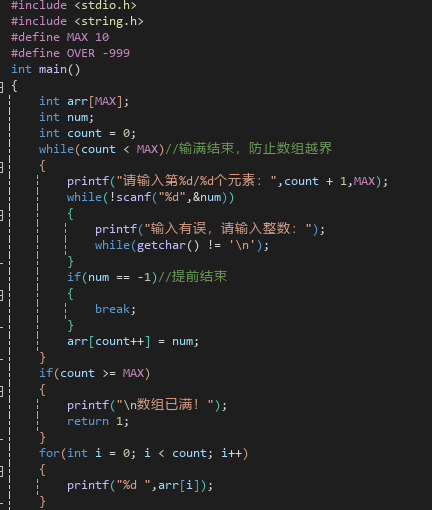 #include <stdio.h>
#include <string.h>
#define MAX 10
#define OVER -999
int main()
{
    int arr[MAX];
    int num;
    int count = 0;
    while(count < MAX)//输满结束，防止数组越界
    {
        printf("请输入第%d/%d个元素：",count + 1,MAX);
        while(!scanf("%d",&num))
        {
            printf("输入有误，请输入整数：");
            while(getchar() != '\n');
        }
        if(num == -1)//提前结束
        {
            break;
        }
        arr[count++] = num;
    }
    if(count >= MAX)
    {
        printf("\n数组已满！");
        return 1;
    }
    for(int i = 0; i < count; i++)
    {
        printf("%d ",arr[i]);
    }